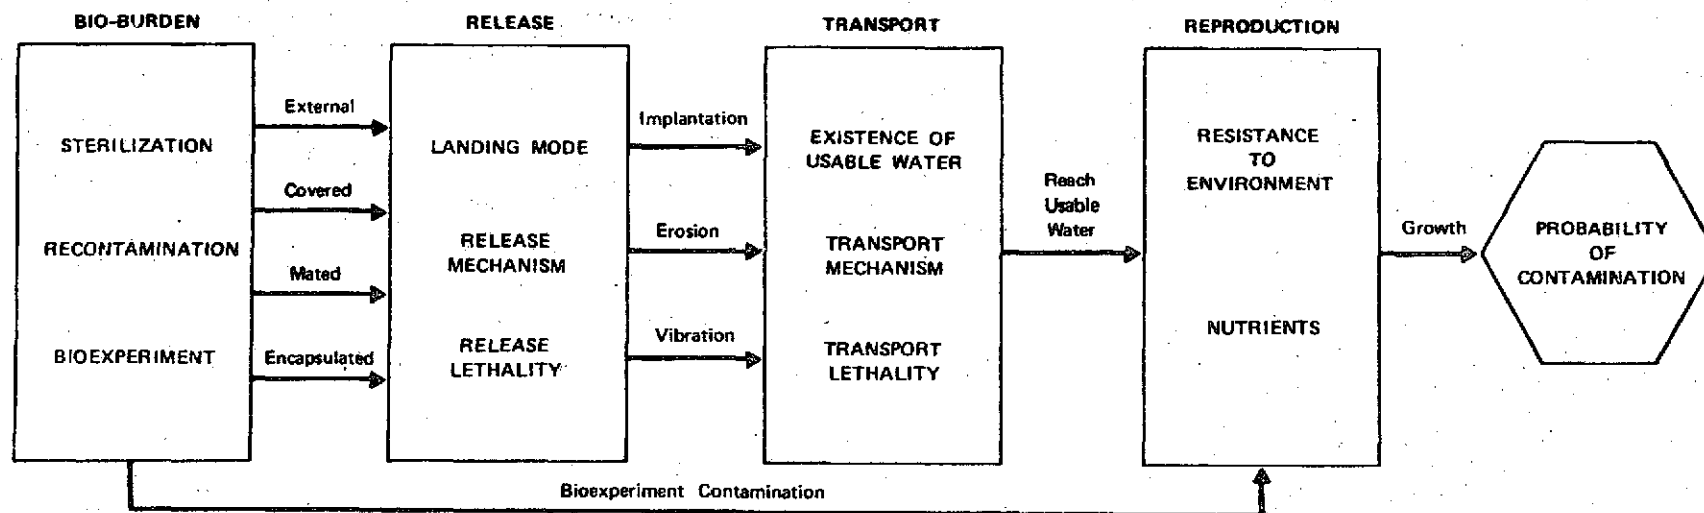 BIO-BURDEN
STERILIZATION
RECONTAMINATION
BIOEXPERIMENT
External
Covered
Mated
Encapsulated
RELEASE
LANDING MODE
RELEASE
MECHANISM
RELEASE
LETHALITY
Implantation
Erosion
Vibration
TRANSPORT
EXISTENCE OF
USABLE WATER
TRANSPORT
MECHANISM
TRANSPORT
LETHALITY
Reach
Usable
Water
REPRODUCTION
RESISTANCE
TO
ENVIRONMENT
NUTRIENTS
Growth
PROBABILITY
OF
CONTAMINATION
Bioexperiment Contamination